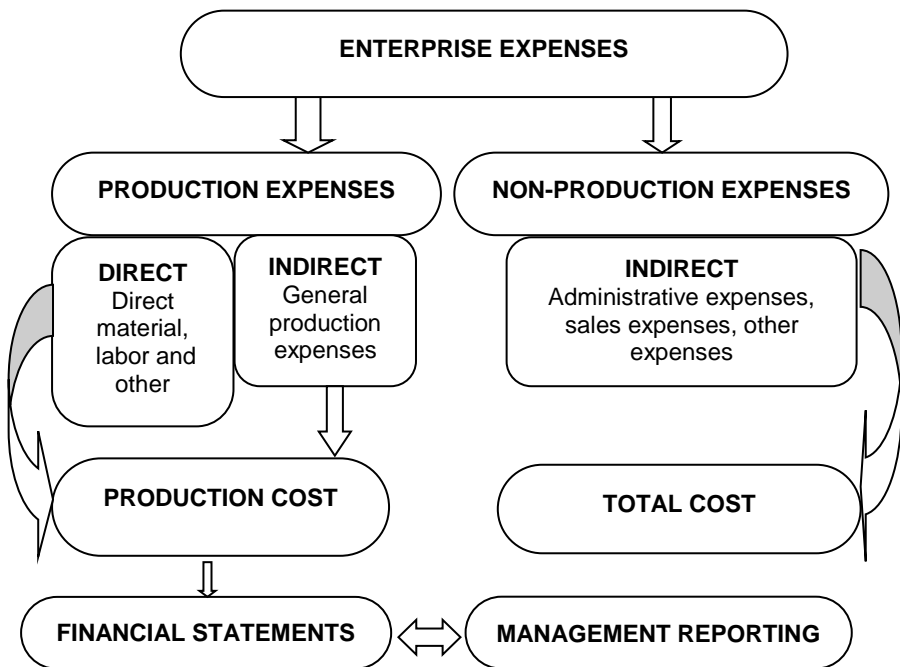 ENTERPRISE EXPENSES
PRODUCTION EXPENSES
NON-PRODUCTION EXPENSES
DIRECT
Direct
material,
labor and
other
INDIRECT
General
production
expenses
INDIRECT
Administrative expenses,
sales expenses, other
expenses
PRODUCTION COST
TOTAL COST
FINANCIAL STATEMENTS
MANAGEMENT REPORTING